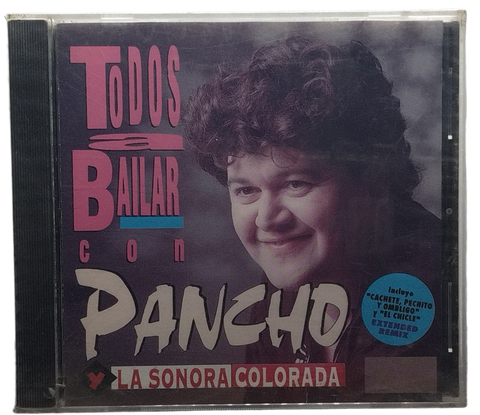 TODOS
a
BAILAR
con
PANCHO
Y LA SONORA COLORADA
incluye
"CACHETE, PECHITO
Y OMBLIGO"
Y "EL CHICLE"
EXTENDED
REMIX